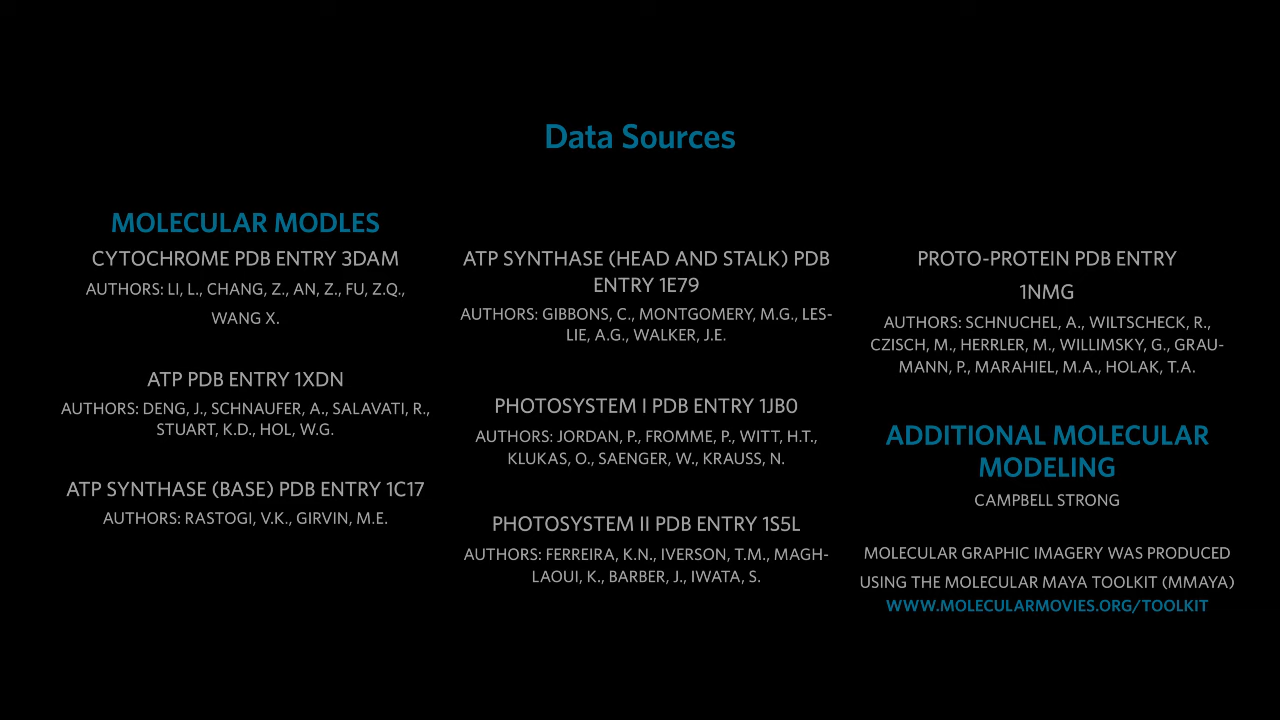 Data Sources
MOLECULAR MODLES
CYTOCHROME PDB ENTRY 3DAM
AUTHORS: LI, L., CHANG, Z., AN, Z., FU, Z.Q.,
WANG X.
ATP PDB ENTRY 1XDN
AUTHORS: DENG, J., SCHNAUFER, A., SALAVATI, R.,
STUART, K.D., HOL, W.G.
ATP SYNTHASE (BASE) PDB ENTRY 1C17
AUTHORS: RASTOGI, V.K., GIRVIN, M.E.
ATP SYNTHASE (HEAD AND STALK) PDB
ENTRY 1E79
AUTHORS: GIBBONS, C., MONTGOMERY, M.G., LES-
LIE, A.G., WALKER, J.E.
PHOTOSYSTEM I PDB ENTRY 1JB0
AUTHORS: JORDAN, P., FROMME, P., WITT, H.T.,
KLUKAS, O., SAENGER, W., KRAUSS, N.
PHOTOSYSTEM II PDB ENTRY 1S5L
AUTHORS: FERREIRA, K.N., IVERSON, T.M., MAGH-
LAOUI, K., BARBER, J., IWATA, S.
PROTO-PROTEIN PDB ENTRY
1NMG
AUTHORS: SCHNUCHEL, A., WILTSCHECK, R.,
CZISCH, M., HERRLER, M., WILLIMSKY, G., GRAU-
MANN, P., MARAHIEL, M.A., HOLAK, T.A.
ADDITIONAL MOLECULAR
MODELING
CAMPBELL STRONG
MOLECULAR GRAPHIC IMAGERY WAS PRODUCED
USING THE MOLECULAR MAYA TOOLKIT (MMAYA)
WWW.MOLECULARMOVIES.ORG/TOOLKIT